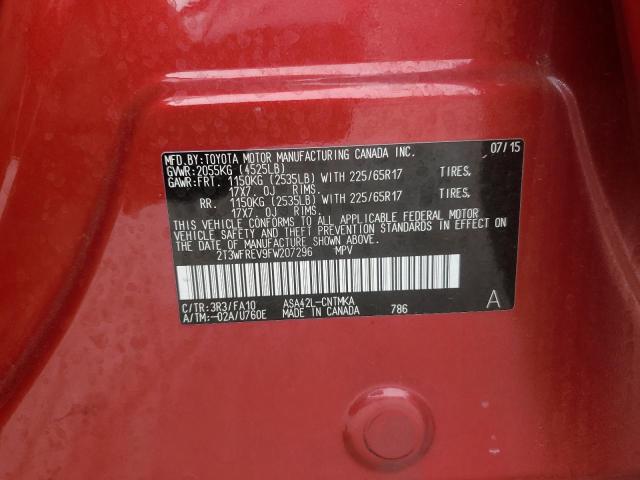 MFD.BY:TOYOTA MOTOR MANUFACTURING CANADA INC. 07/15
GVWR:2055KG (4525LB)
GAWR:FRT. 1150KG (2535LB) WITH 225/65R17 TIRES,
17X7.0J RIMS.
RR. 1150KG (2535LB) WITH 225/65R17 TIRES,
17X7.0J RIMS.
THIS VEHICLE CONFORMS TO ALL APPLICABLE FEDERAL MOTOR
VEHICLE SAFETY AND THEFT PREVENTION STANDARDS IN EFFECT ON
THE DATE OF MANUFACTURE SHOWN ABOVE.
2T3WFREV9FW207296 MPV
C/TR:3R3/FA10 ASA42L-CNTMKA
A/TM:-02A/U760E MADE IN CANADA 786 A